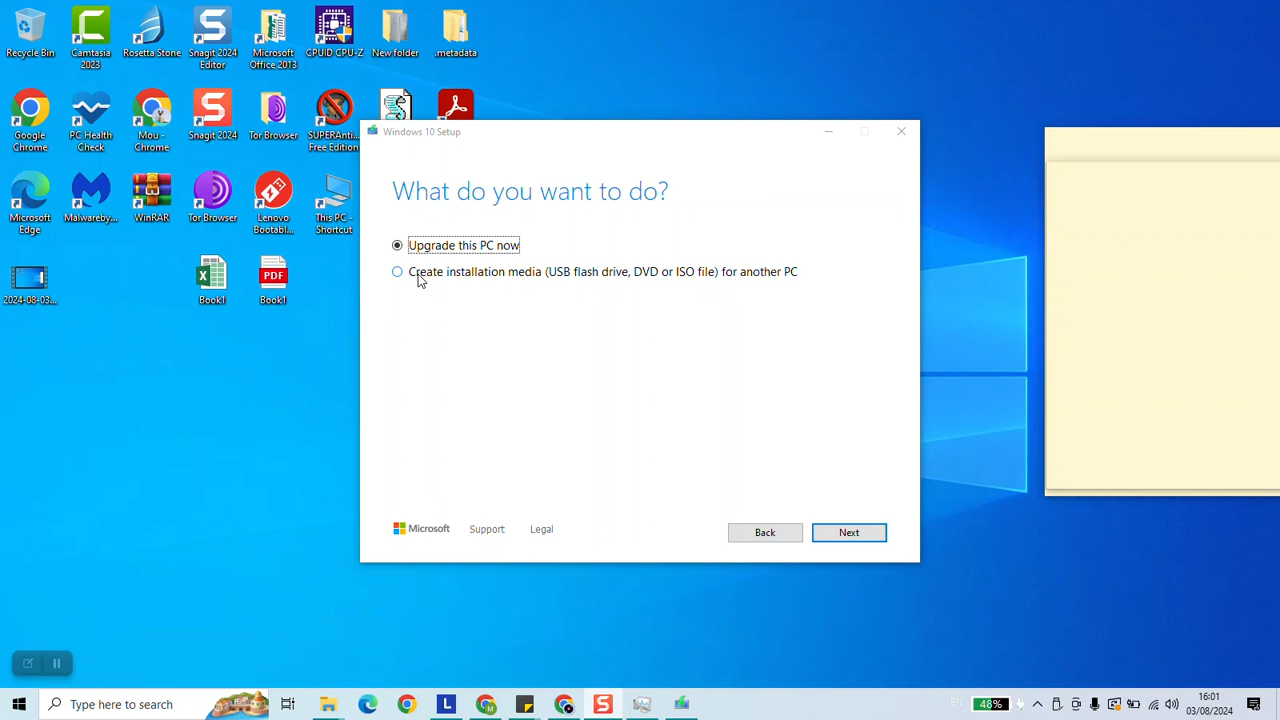 Recycle Bin
Camtasia
2023
Rosetta Stone
Snagit 2024
Editor
Microsoft
Office 2013
CPUID CPU-Z
New folder
.metadata
Google
Chrome
PC Health
Check
Mou -
Chrome
Snagit 2024
Tor Browser
SUPERAnti...
Free Edition
Microsoft
Edge
Malwareby...
WinRAR
Tor Browser
Lenovo
Bootabl...
This PC -
Shortcut
2024-08-03...
Book1
PDF
Book1
Windows 10 Setup
What do you want to do?
Upgrade this PC now
Create installation media (USB flash drive, DVD or ISO file) for another PC
Microsoft
Support
Legal
Back
Next
Type here to search
EN
48%
16:01
03/08/2024